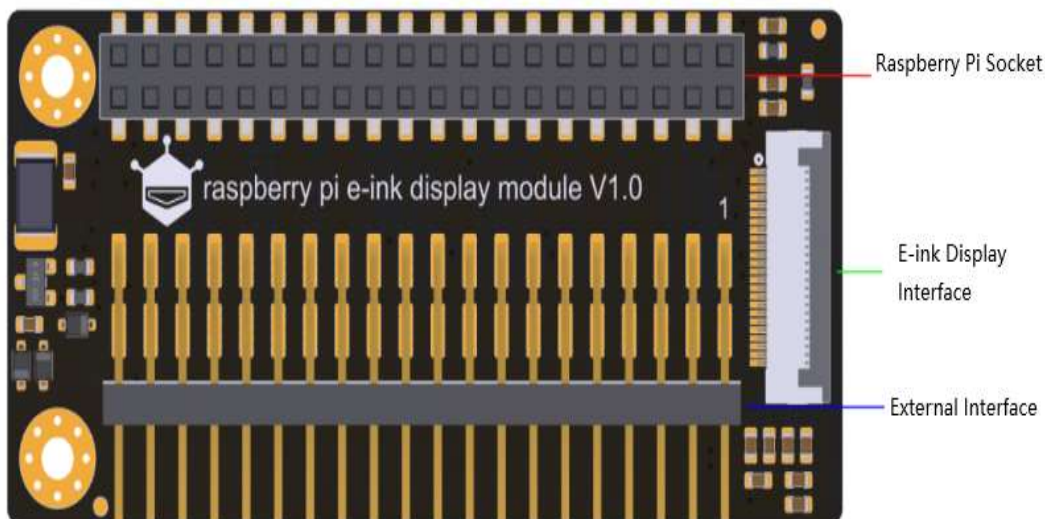 Raspberry Pi Socket
raspberry pi e-ink display module V1.0
1
E-ink Display
Interface
External Interface